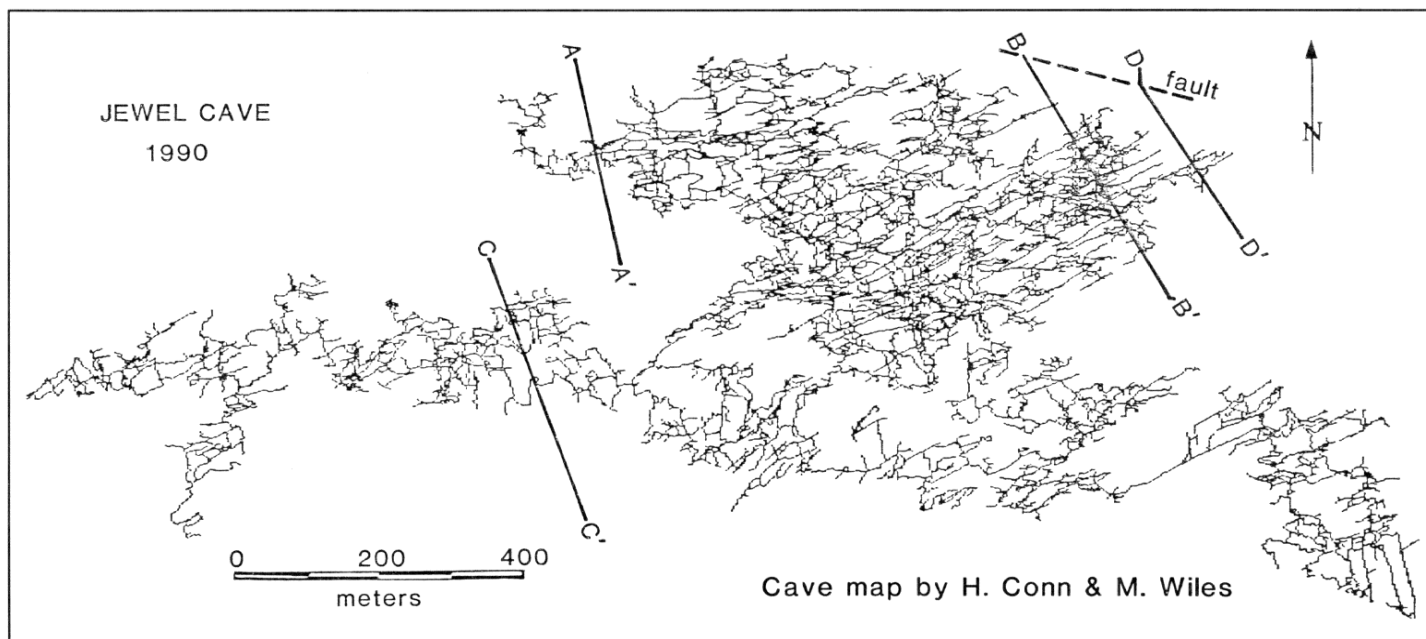 JEWEL CAVE
1990
A
A'
B
B'
C
C'
D
D'
fault
N
0 200 400
meters
Cave map by H. Conn & M. Wiles